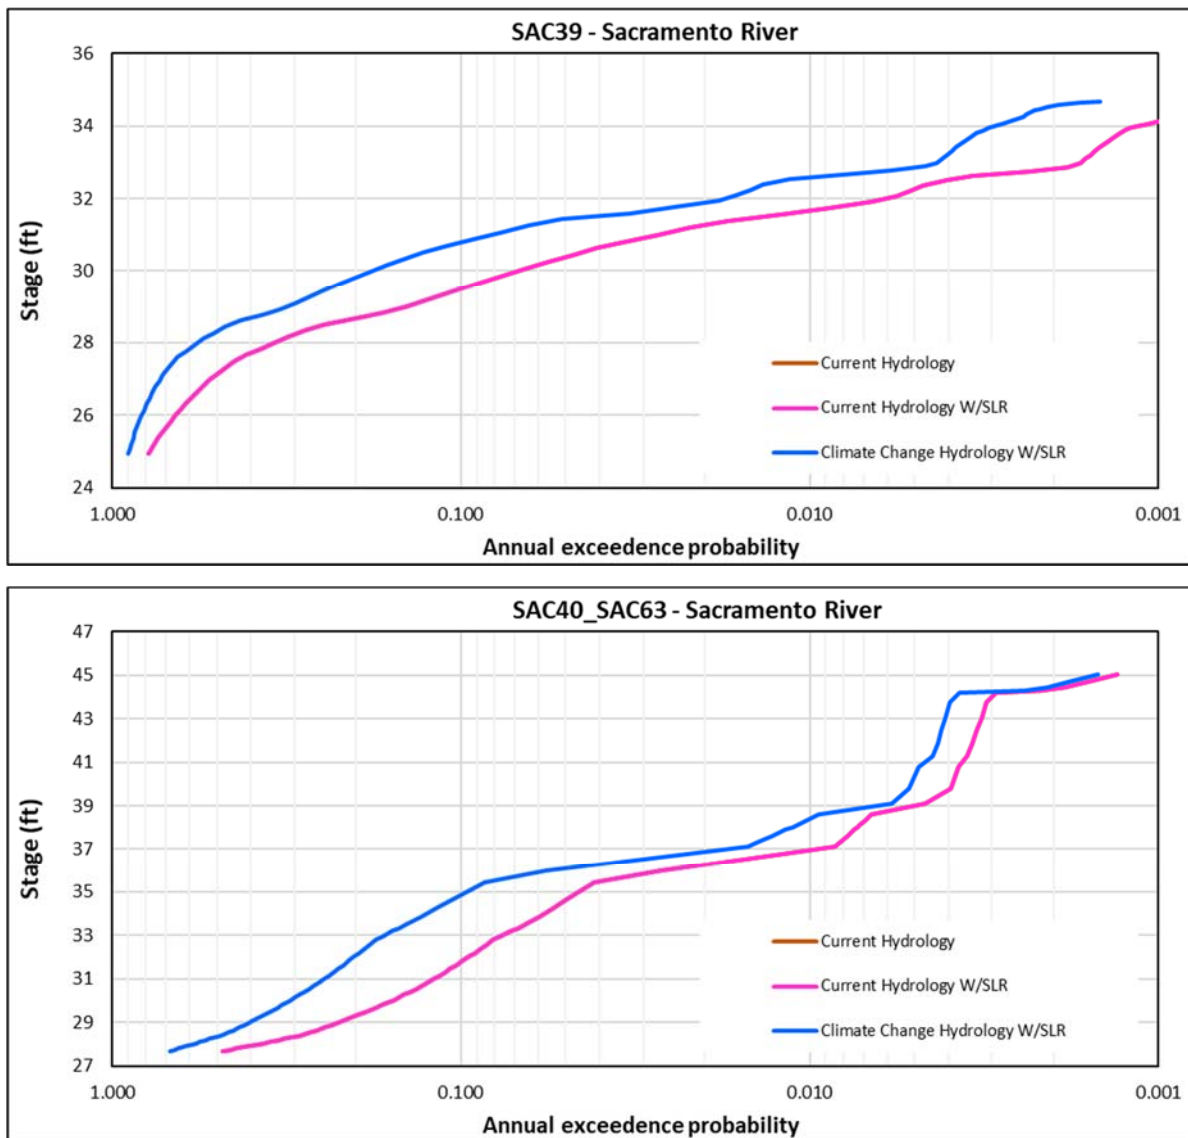 SAC39 - Sacramento River
36
34
32
30
28
26
24
Stage (ft)
Current Hydrology
Current Hydrology W/SLR
Climate Change Hydrology W/SLR
1.000 0.100 0.010 0.001
Annual exceedence probability
SAC40_SAC63 - Sacramento River
47
45
43
41
39
37
35
33
31
29
27
Stage (ft)
Current Hydrology
Current Hydrology W/SLR
Climate Change Hydrology W/SLR
1.000 0.100 0.010 0.001
Annual exceedence probability